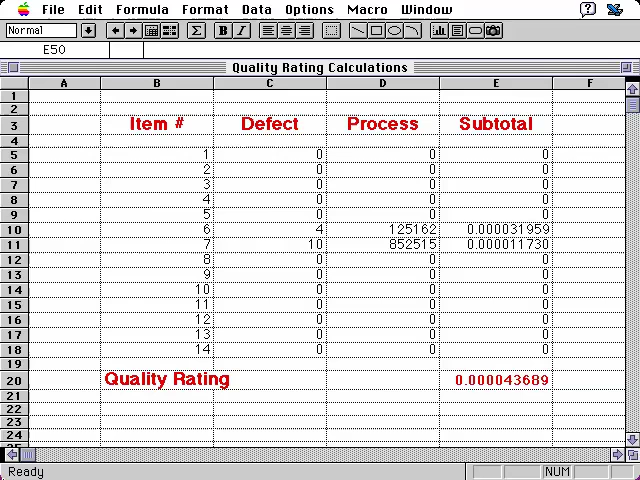 File Edit Formula Format Data Options Macro Window
Normal Σ B I
E50
Quality Rating Calculations
A B C D E F
1
2
3 Item # Defect Process Subtotal
4
5 1 0 0 0
6 2 0 0 0
7 3 0 0 0
8 4 0 0 0
9 5 0 0 0
10 6 4 125162 0.000031959
11 7 10 852515 0.000011730
12 8 0 0 0
13 9 0 0 0
14 10 0 0 0
15 11 0 0 0
16 12 0 0 0
17 13 0 0 0
18 14 0 0 0
19
20 Quality Rating 0.000043689
21
22
23
24
Ready NUM